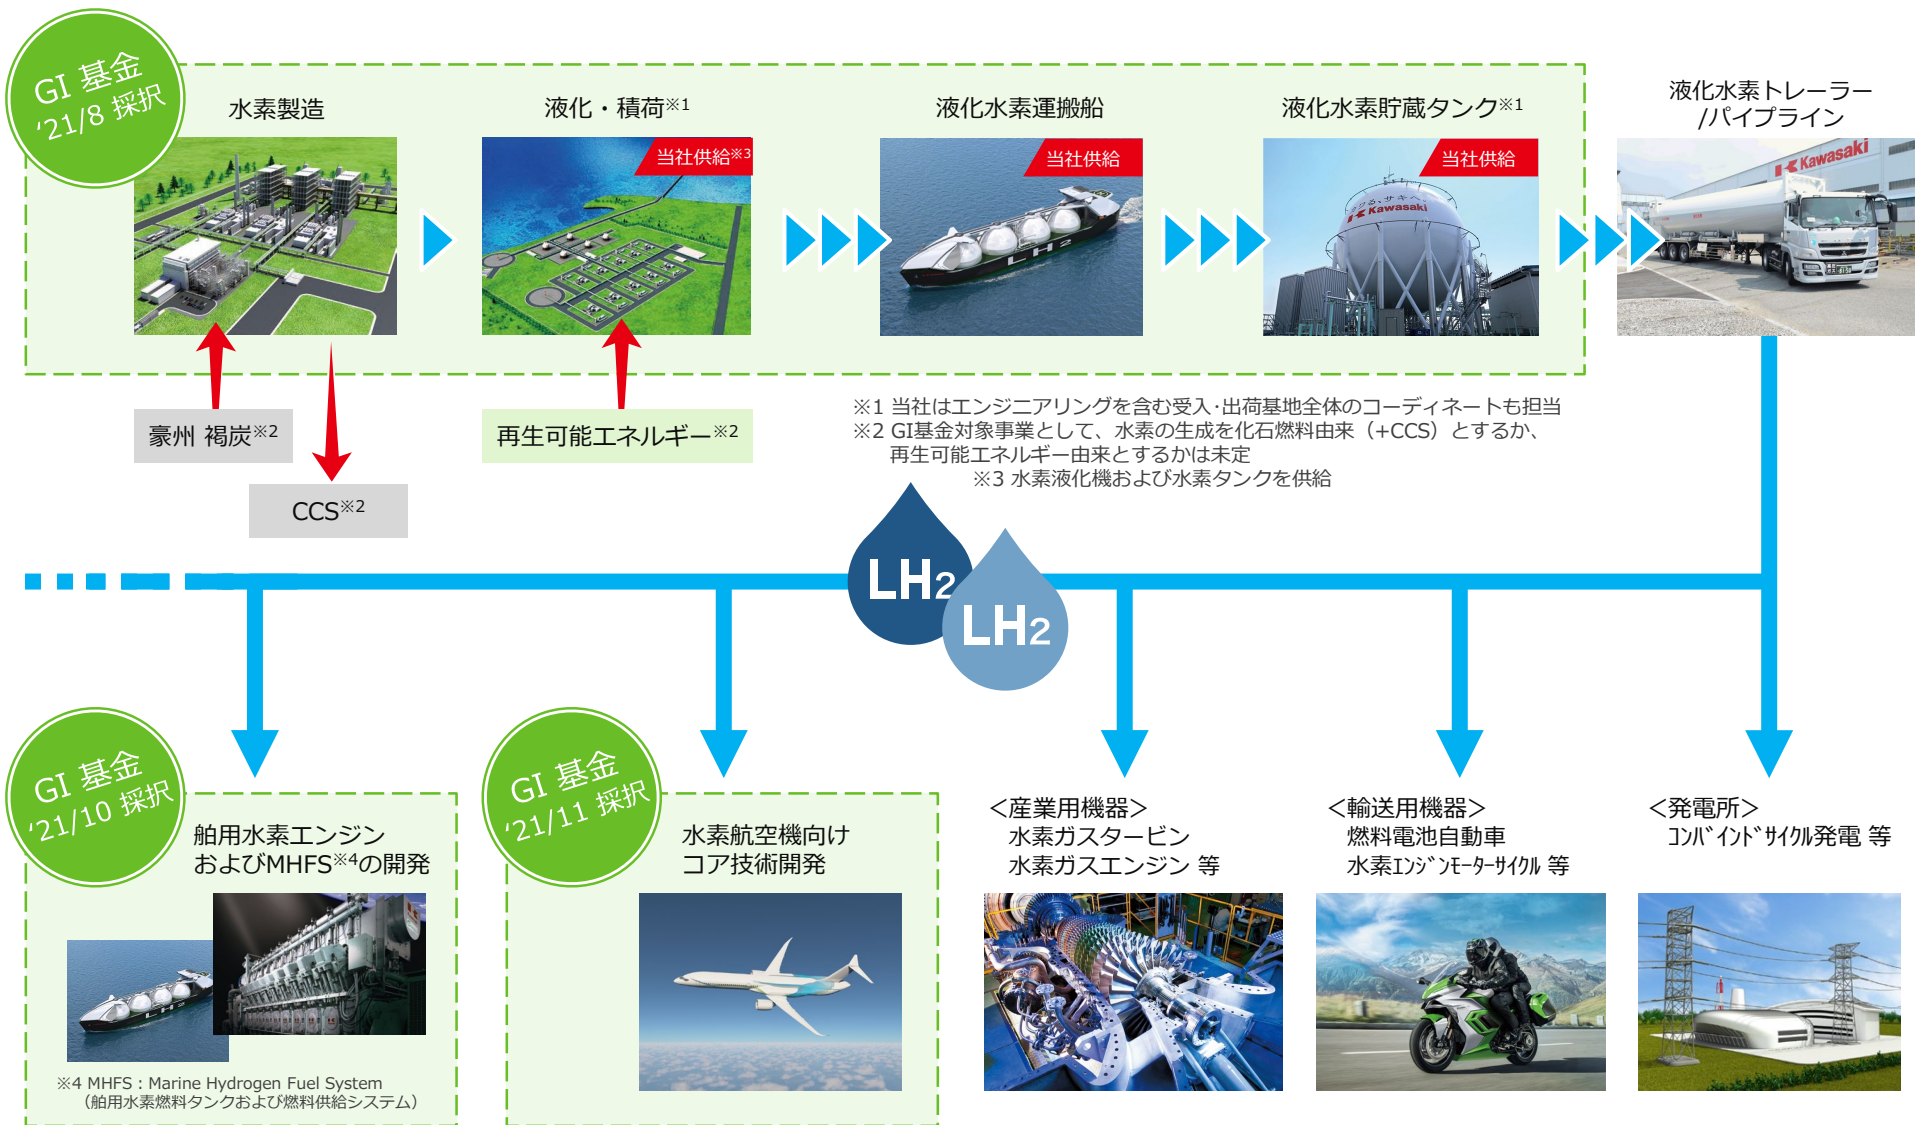 GI 基金
‘21/8 採択
水素製造
液化・積荷※1
液化水素運搬船
液化水素貯蔵タンク※1
液化水素トレーラー
/パイプライン
当社供給※3
当社供給
当社供給
Kawasaki
Kawasaki
LH2
豪州 褐炭※2
CCS※2
再生可能エネルギー※2
※1 当社はエンジニアリングを含む受入・出荷基地全体のコーディネートも担当
※2 GI基金対象事業として、水素の生成を化石燃料由来（+CCS）とするか、
再生可能エネルギー由来とするかは未定
※3 水素液化機および水素タンクを供給
LH2
LH2
GI 基金
‘21/10 採択
舶用水素エンジン
およびMHFS※4の開発
LH2
※4 MHFS：Marine Hydrogen Fuel System
（舶用水素燃料タンクおよび燃料供給システム）
GI 基金
‘21/11 採択
水素航空機向け
コア技術開発
＜産業用機器＞
水素ガスタービン
水素ガスエンジン 等
＜輸送用機器＞
燃料電池自動車
水素ｴﾝｼﾞﾝﾓｰﾀｰｻｲｸﾙ 等
＜発電所＞
ｺﾝﾊﾞｲﾝﾄﾞｻｲｸﾙ発電 等